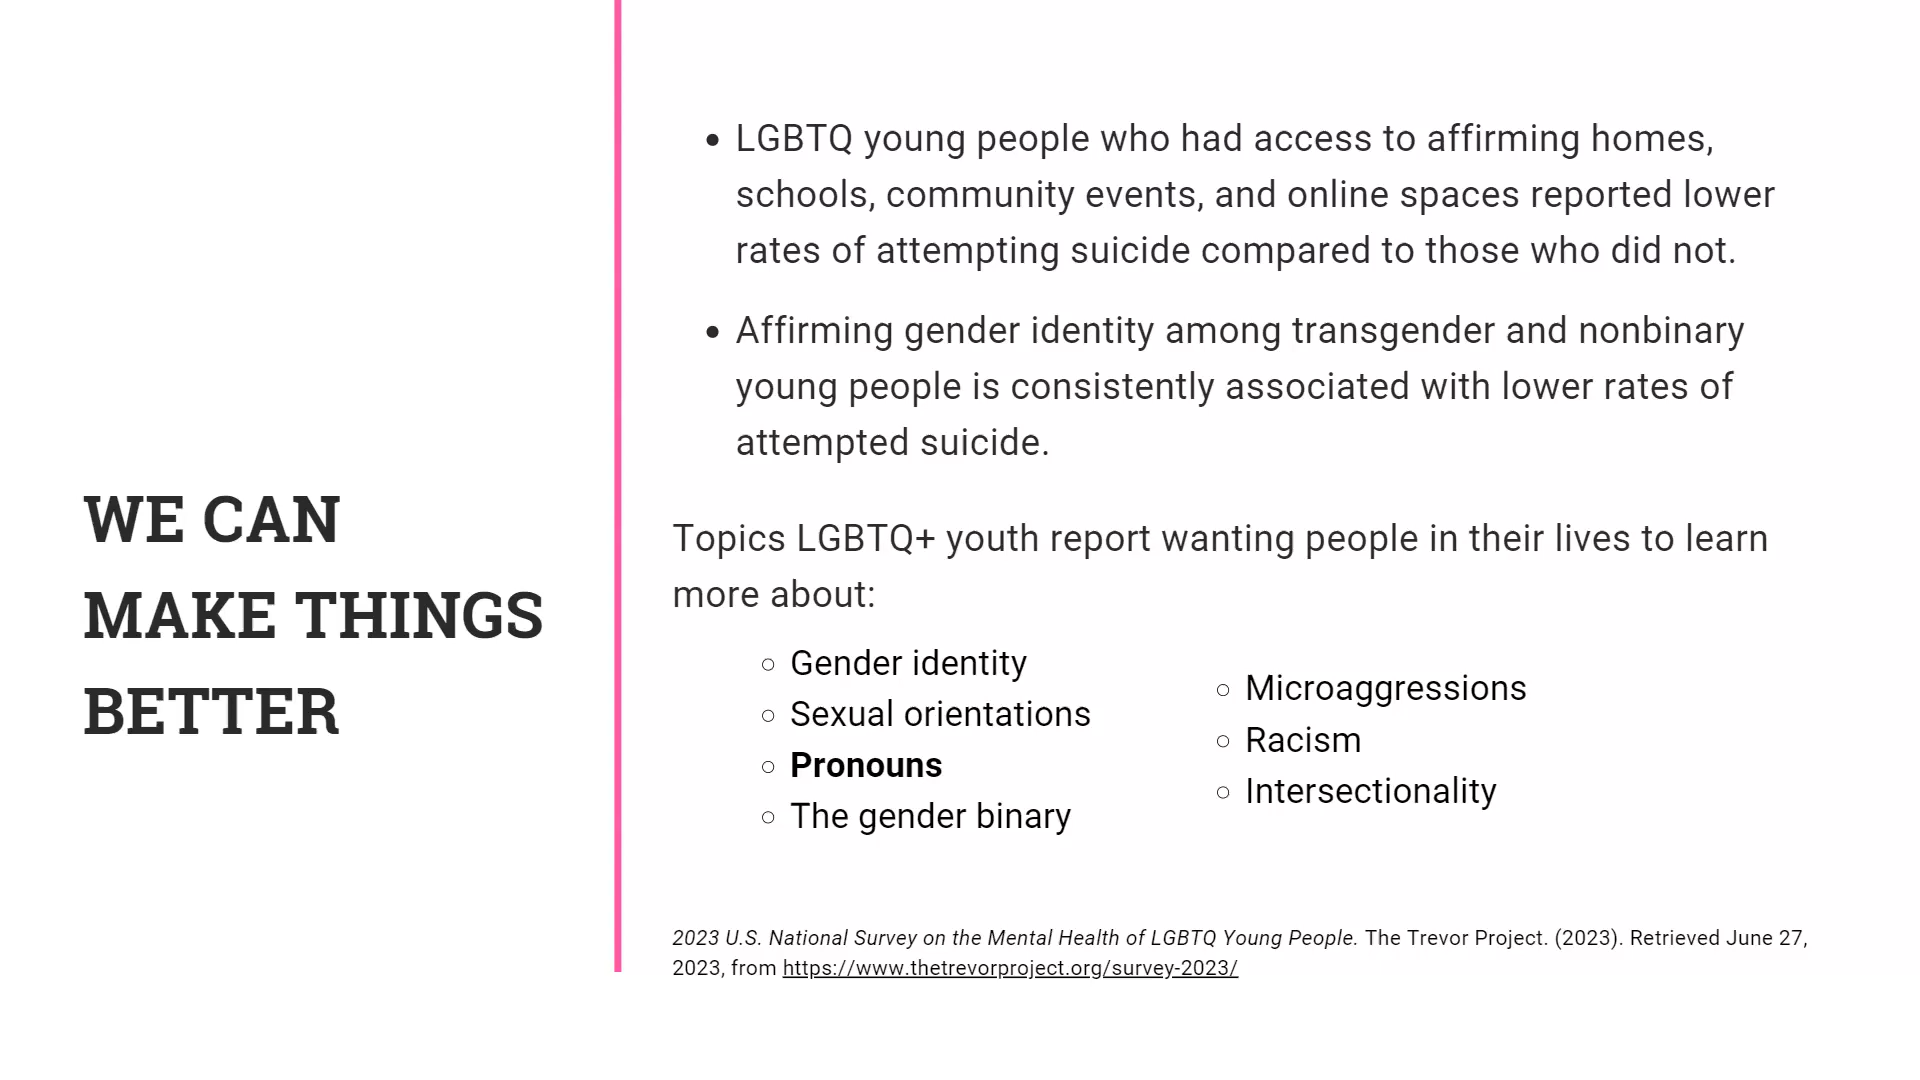 WE CAN
MAKE THINGS
BETTER
• LGBTQ young people who had access to affirming homes,
schools, community events, and online spaces reported lower
rates of attempting suicide compared to those who did not.
• Affirming gender identity among transgender and nonbinary
young people is consistently associated with lower rates of
attempted suicide.
Topics LGBTQ+ youth report wanting people in their lives to learn
more about:
○ Gender identity
○ Sexual orientations
○ Pronouns
○ The gender binary
○ Microaggressions
○ Racism
○ Intersectionality
2023 U.S. National Survey on the Mental Health of LGBTQ Young People. The Trevor Project. (2023). Retrieved June 27,
2023, from https://www.thetrevorproject.org/survey-2023/